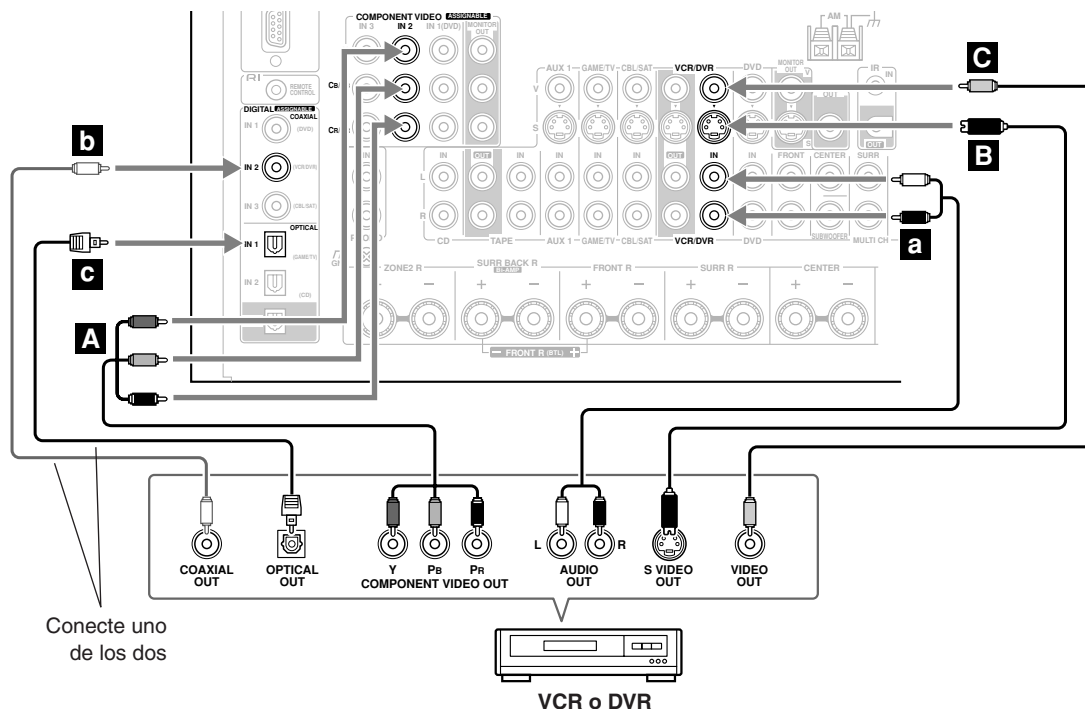 COMPONENT VIDEO ASSIGNABLE
IN 3 IN 2 IN 1(DVD) MONITOR OUT
AM
RI
REMOTE CONTROL
DIGITAL ASSIGNABLE
COAXIAL
IN 1
(DVD)
IN 2
(VCR/DVR)
IN 3
(CBL/SAT)
OPTICAL
IN 1
(GAME/TV)
IN 2
(CD)
AUX 1 GAME/TV CBL/SAT VCR/DVR DVD MONITOR OUT V
IR
IN
V
S
OUT
S
OUT
IN IN OUT IN IN IN IN OUT IN IN FRONT CENTER SURR
L
R
CD TAPE AUX 1 GAME/TV CBL/SAT VCR/DVR DVD SUBWOOFER MULTI CH
ZONE2 R SURR BACK R BI-AMP FRONT R SURR R CENTER
− + − + − + − + −
− FRONT R (BTL) +
b
c
A
C
B
a
L R
COAXIAL OUT
OPTICAL OUT
Y PB PR
COMPONENT VIDEO OUT
AUDIO OUT
S VIDEO OUT
VIDEO OUT
Conecte uno
de los dos
VCR o DVR